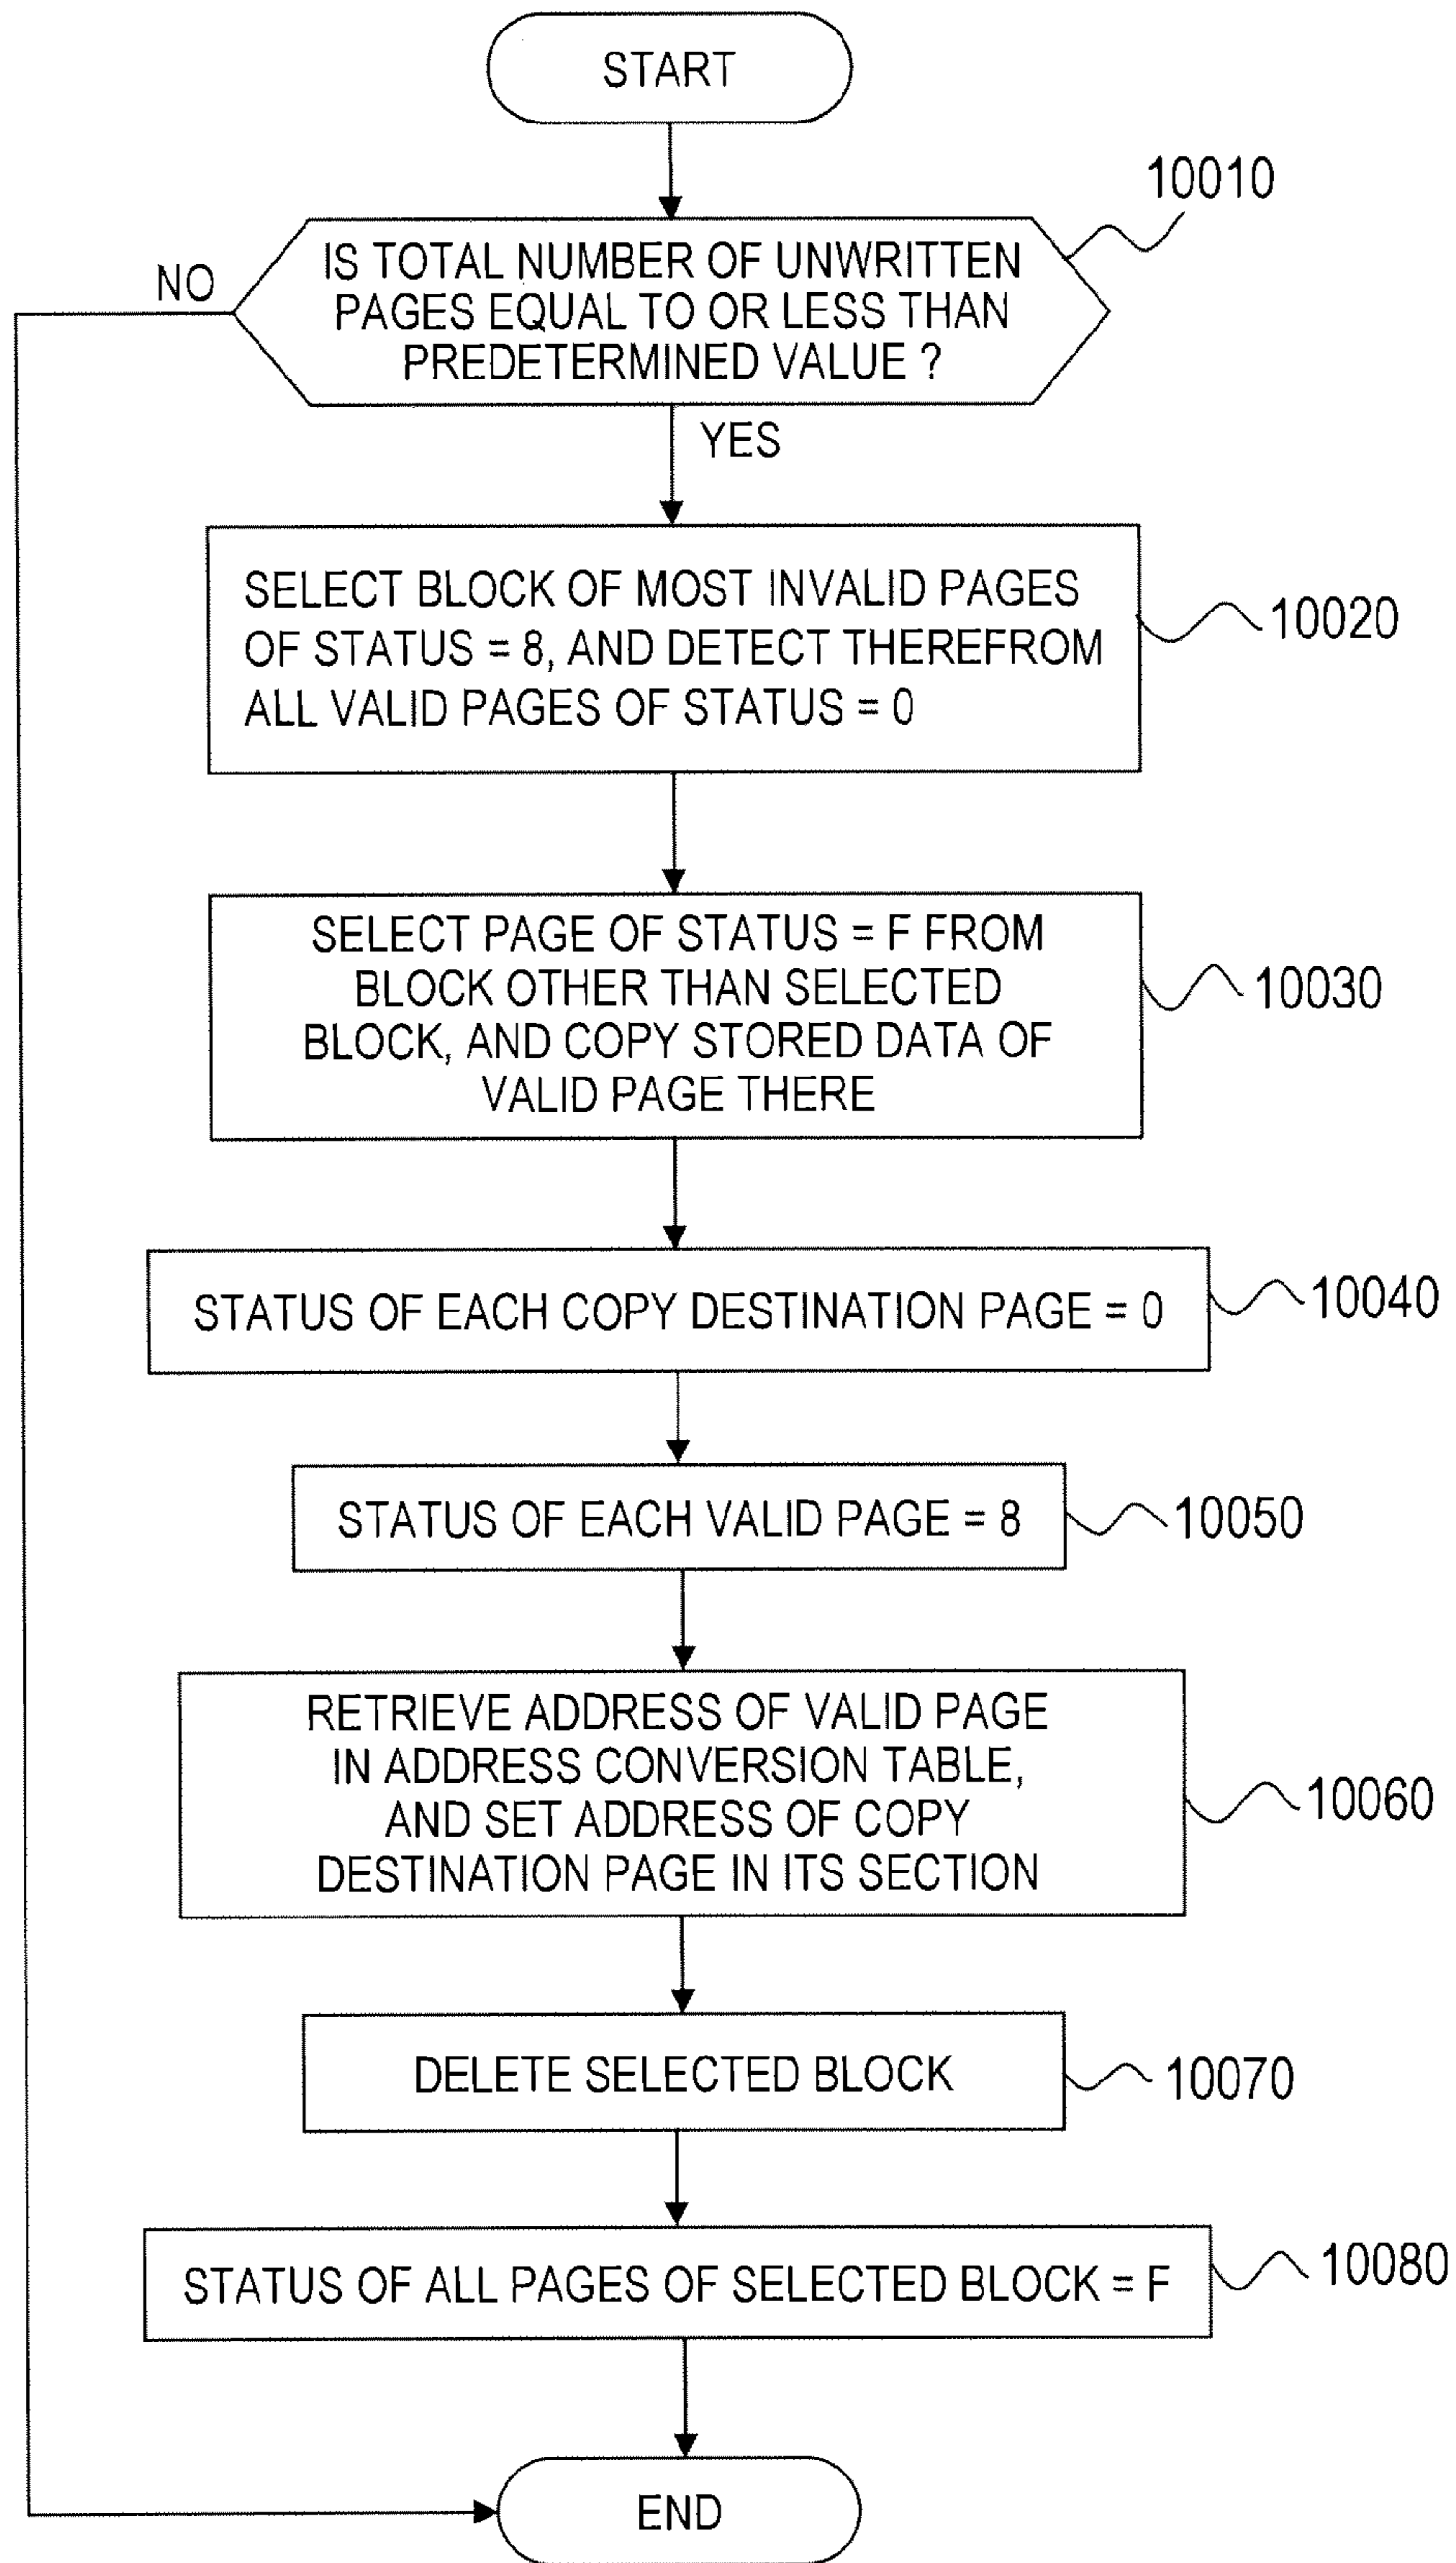 START
10010
IS TOTAL NUMBER OF UNWRITTEN
PAGES EQUAL TO OR LESS THAN
PREDETERMINED VALUE ?
NO
YES
SELECT BLOCK OF MOST INVALID PAGES
OF STATUS = 8, AND DETECT THEREFROM
ALL VALID PAGES OF STATUS = 0
10020
SELECT PAGE OF STATUS = F FROM
BLOCK OTHER THAN SELECTED
BLOCK, AND COPY STORED DATA OF
VALID PAGE THERE
10030
STATUS OF EACH COPY DESTINATION PAGE = 0
10040
STATUS OF EACH VALID PAGE = 8
10050
RETRIEVE ADDRESS OF VALID PAGE
IN ADDRESS CONVERSION TABLE,
AND SET ADDRESS OF COPY
DESTINATION PAGE IN ITS SECTION
10060
DELETE SELECTED BLOCK
10070
STATUS OF ALL PAGES OF SELECTED BLOCK = F
10080
END